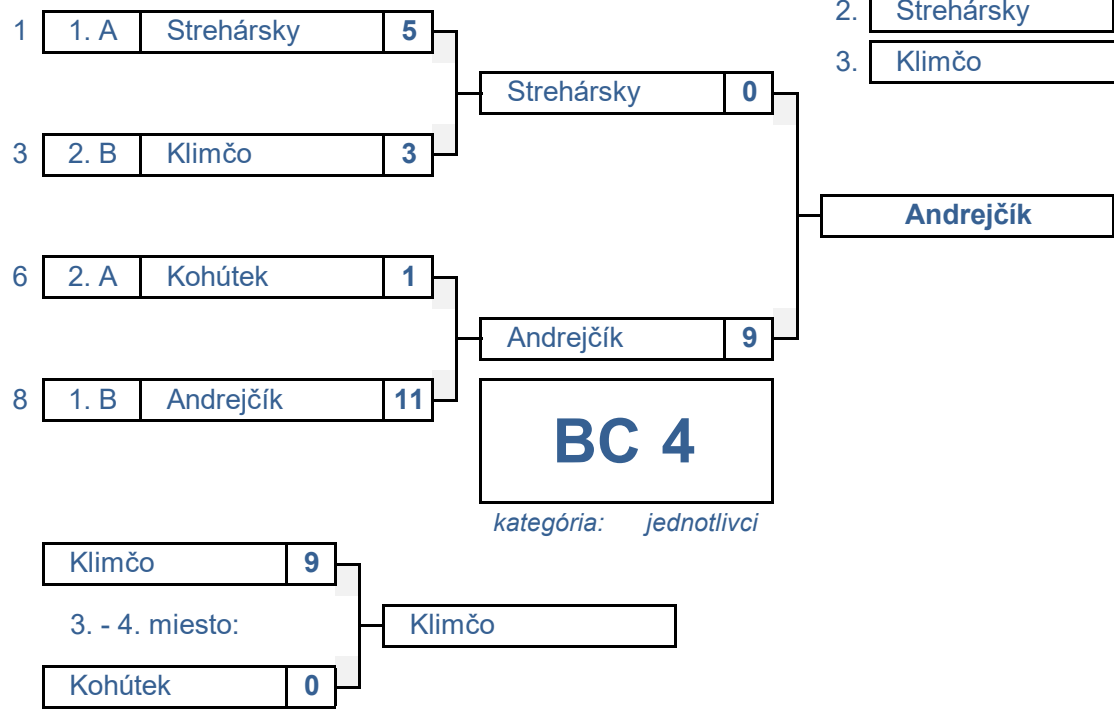 2. Strehársky
1 1. A Strehársky 5
3. Klimčo
Strehársky 0
3 2. B Klimčo 3
Andrejčík
6 2. A Kohútek 1
Andrejčík 9
8 1. B Andrejčík 11
BC 4
kategória: jednotlivci
Klimčo 9
3. - 4. miesto: Klimčo
Kohútek 0